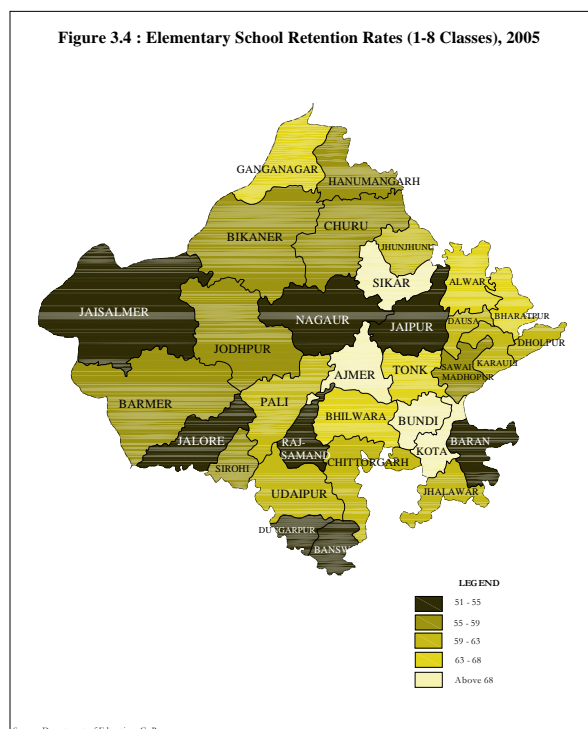 Figure 3.4 : Elementary School Retention Rates (1-8 Classes), 2005
GANGANAGAR
HANUMANGARH
CHURU
BIKANER
JHUNJHUNU
SIKAR
ALWAR
JAISALMER
NAGAUR
JAIPUR
DAUSA
BHARATPUR
DHOLPUR
JODHPUR
AJMER
TONK
SAWAI
MADHOPUR
KARAULI
BARMER
PALI
BHILWARA
BUNDI
JALORE
RAJ-
SAMAND
KOTA
BARAN
SIROHI
CHITTORGARH
UDAIPUR
JHALAWAR
DUNGARPUR
BANSW
LEGEND
51 - 55
55 - 59
59 - 63
63 - 68
Above 68